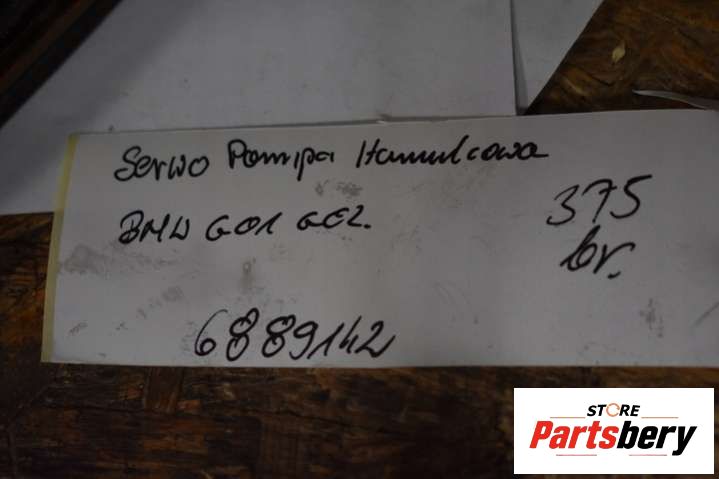 Serwo Pompa Hamulcowa
BMW G01 G02.
375
br.
6889142
STORE
Partsbery